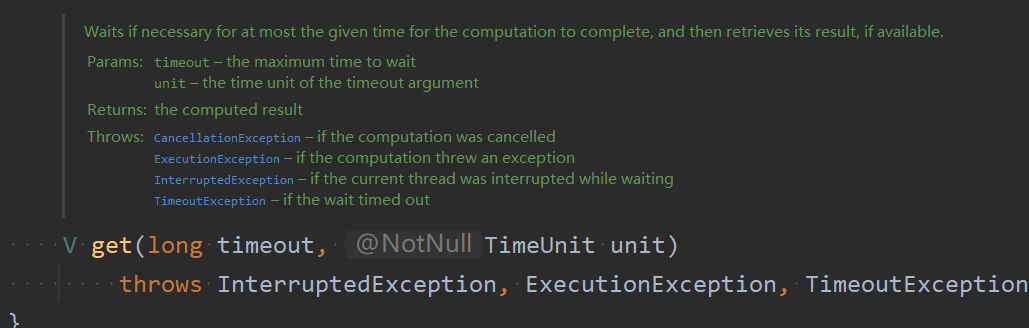 Waits if necessary for at most the given time for the computation to complete, and then retrieves its result, if available.
Params: timeout – the maximum time to wait
unit – the time unit of the timeout argument
Returns: the computed result
Throws: CancellationException – if the computation was cancelled
ExecutionException – if the computation threw an exception
InterruptedException – if the current thread was interrupted while waiting
TimeoutException – if the wait timed out
V get(long timeout, @NotNull TimeUnit unit)
throws InterruptedException, ExecutionException, TimeoutException
}